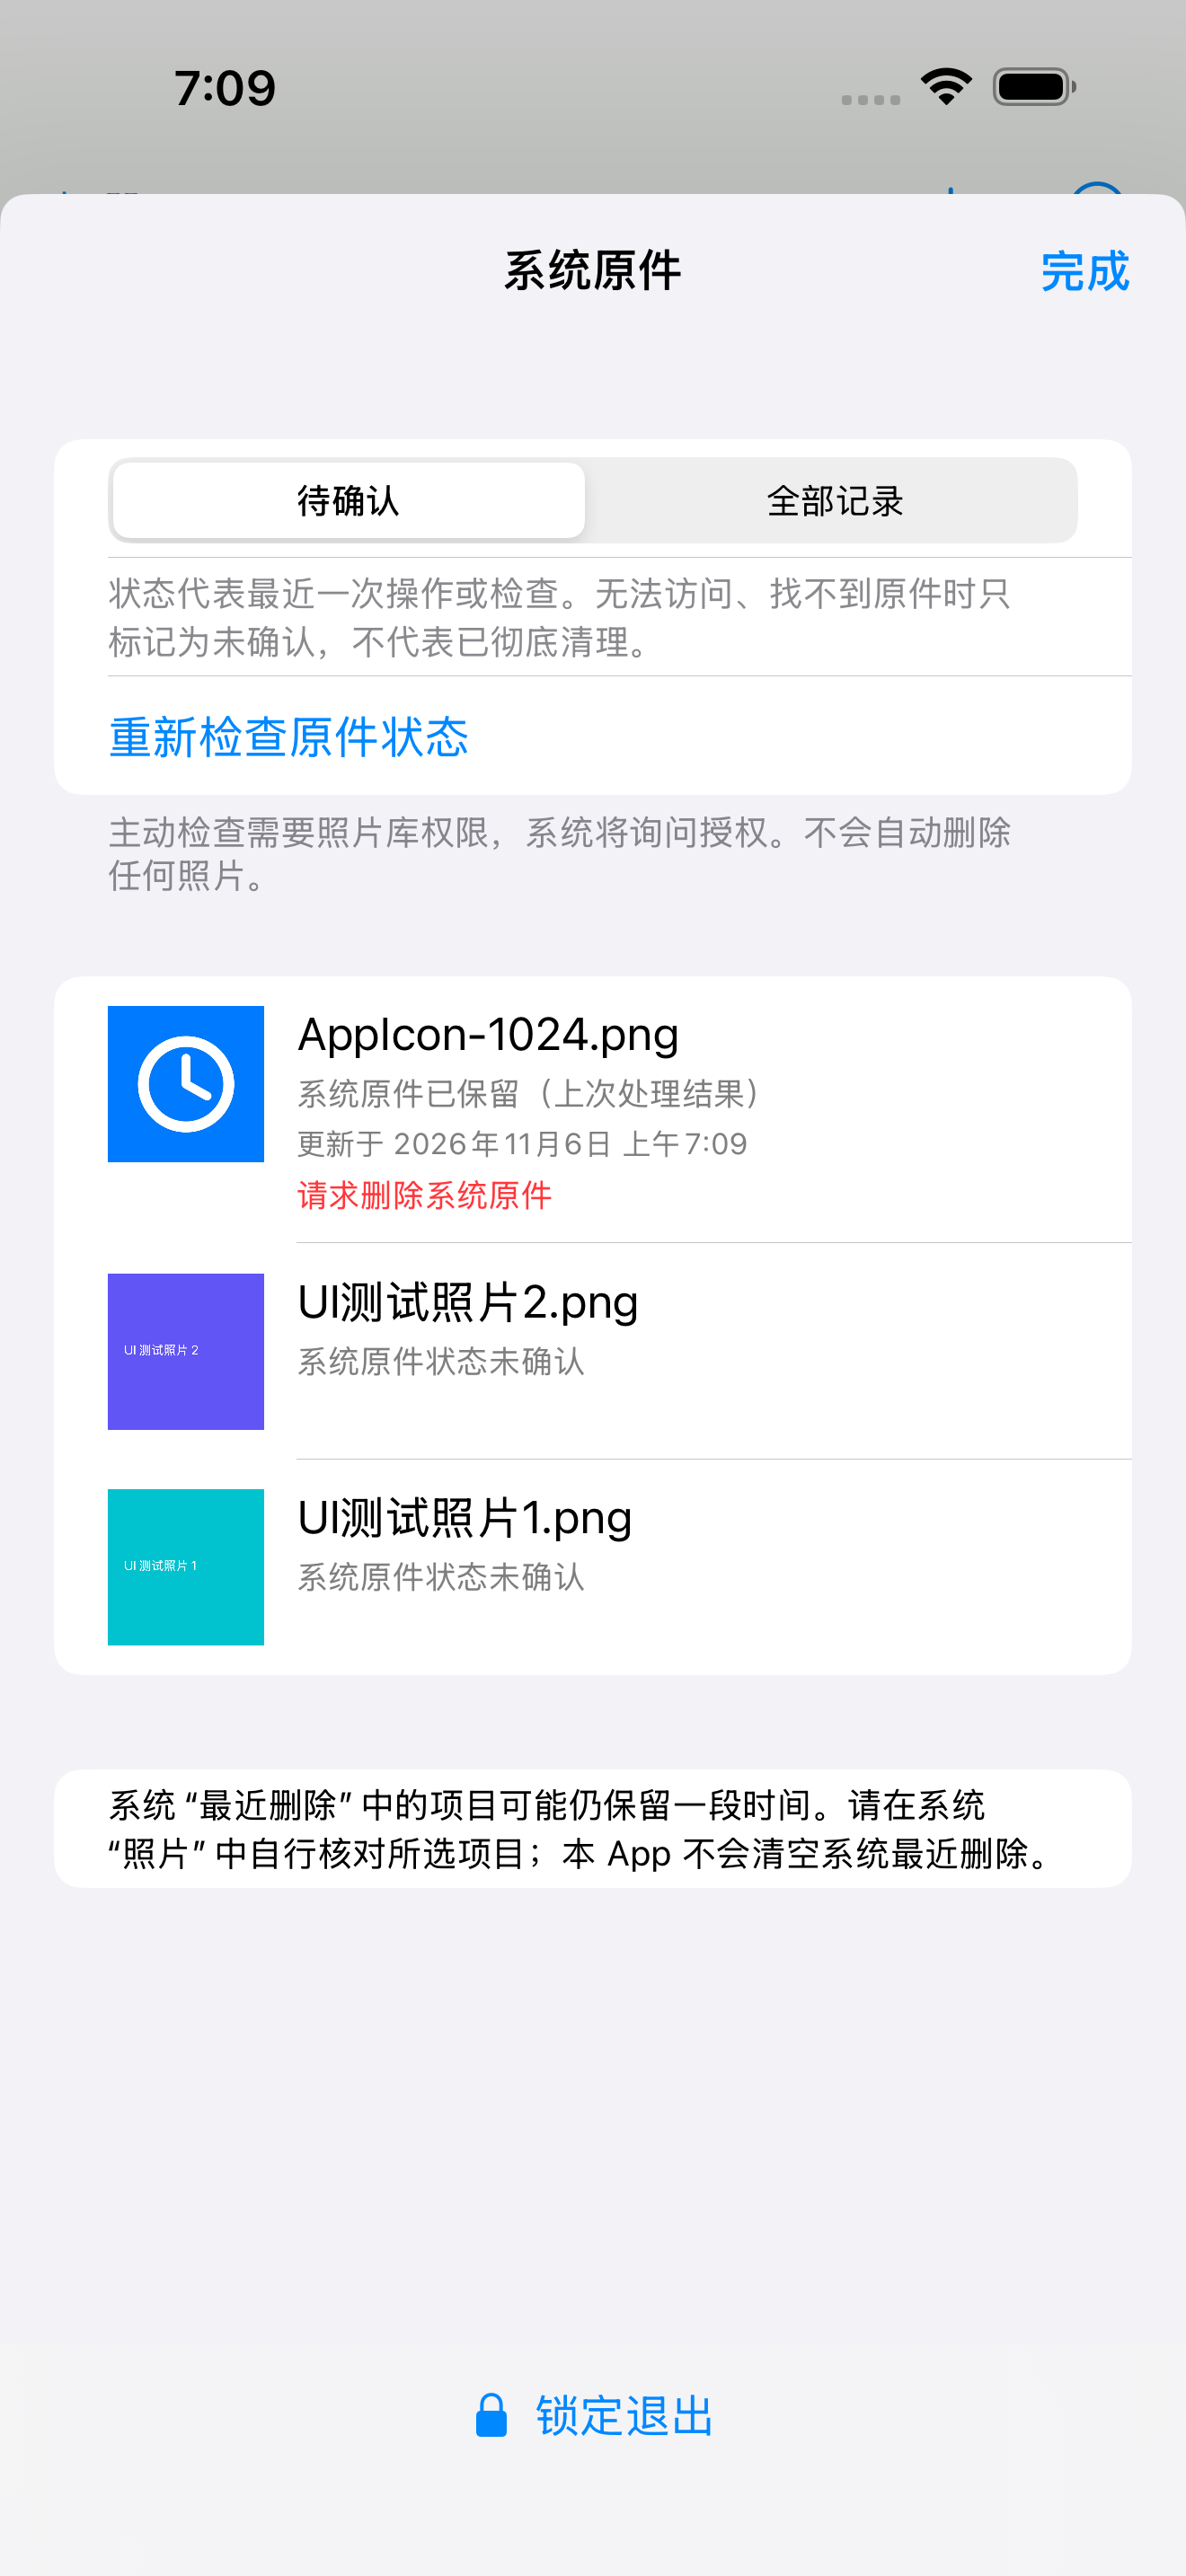 7:09
系统原件
完成
待确认
全部记录
状态代表最近一次操作或检查。无法访问、找不到原件时只
标记为未确认，不代表已彻底清理。
重新检查原件状态
主动检查需要照片库权限，系统将询问授权。不会自动删除
任何照片。
AppIcon-1024.png
系统原件已保留（上次处理结果）
更新于 2026年11月6日 上午7:09
请求删除系统原件
UI 测试照片 2
UI测试照片2.png
系统原件状态未确认
UI 测试照片 1
UI测试照片1.png
系统原件状态未确认
系统 “最近删除” 中的项目可能仍保留一段时间。请在系统
“照片” 中自行核对所选项目；本 App 不会清空系统最近删除。
锁定退出